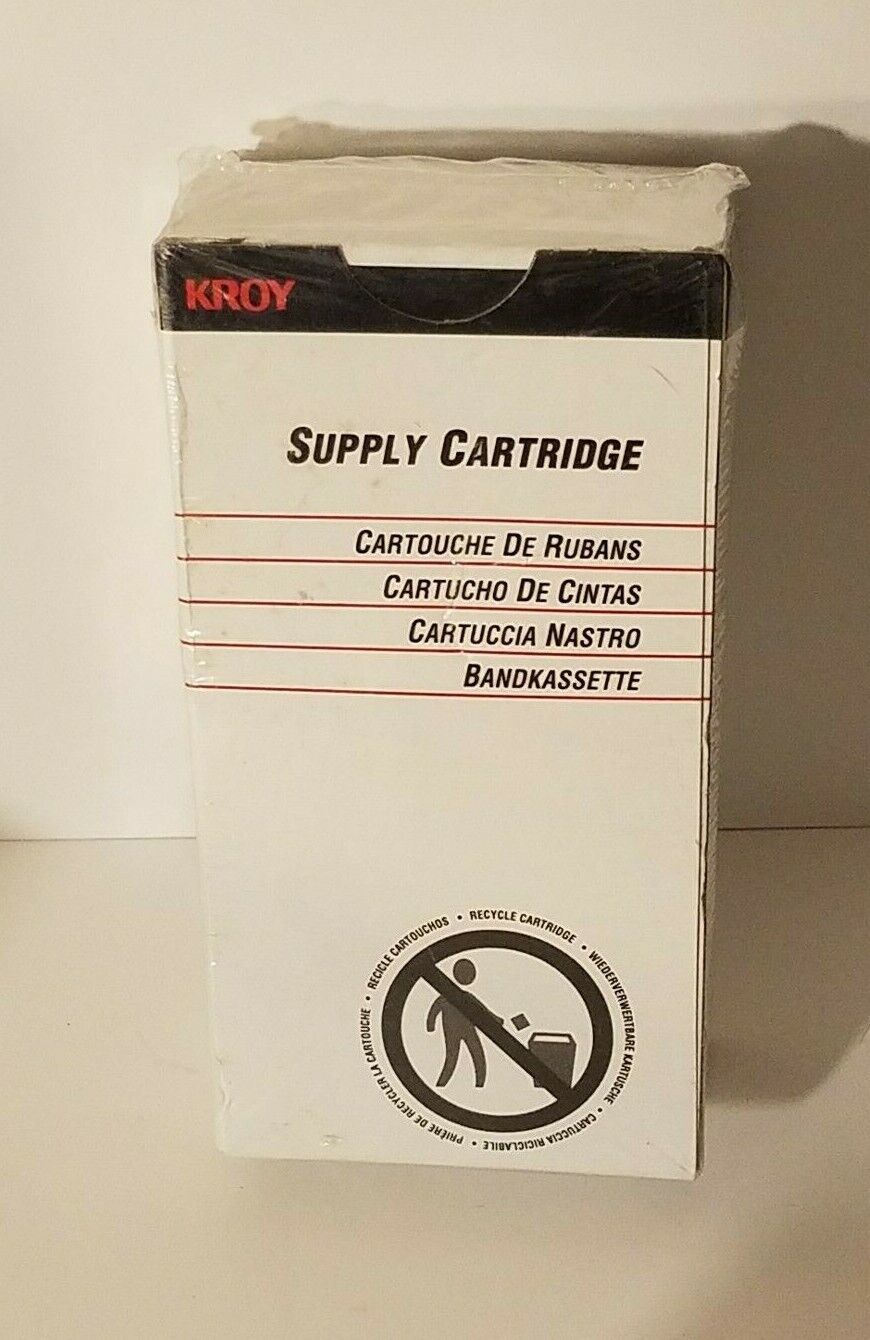 KROY
SUPPLY CARTRIDGE
CARTOUCHE DE RUBANS
CARTUCHO DE CINTAS
CARTUCCIA NASTRO
BANDKASSETTE
• RECYCLE CARTRIDGE • WIEDERVERWERTBARE KARTUSCHE • CARTUCCIA RICICLABILE • PRIÈRE DE RECYCLER LA CARTOUCHE • RECICLE CARTOUCHOS